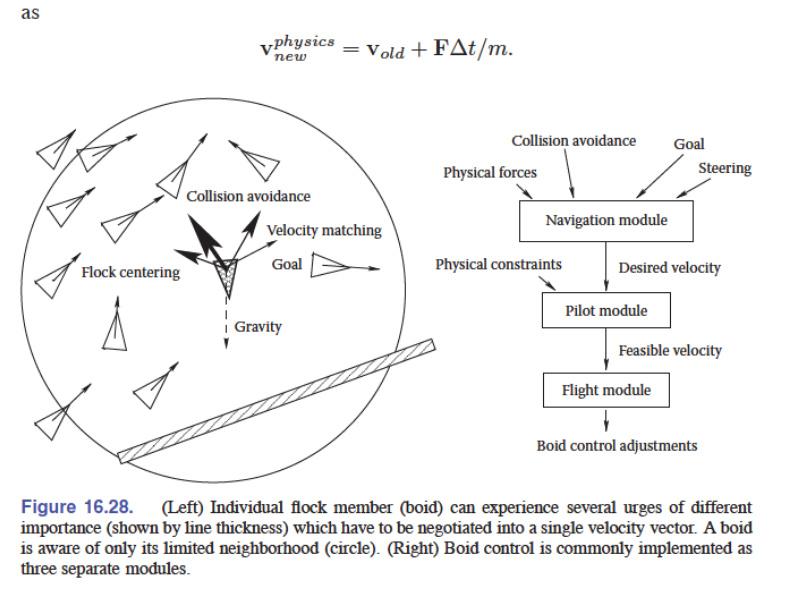 as
v^{physics}_{new} = v_{old} + FΔt/m.
Collision avoidance
Velocity matching
Flock centering
Goal
Gravity
Collision avoidance
Goal
Physical forces
Steering
Navigation module
Physical constraints
Desired velocity
Pilot module
Feasible velocity
Flight module
Boid control adjustments
Figure 16.28. (Left) Individual flock member (boid) can experience several urges of different
importance (shown by line thickness) which have to be negotiated into a single velocity vector. A boid
is aware of only its limited neighborhood (circle). (Right) Boid control is commonly implemented as
three separate modules.